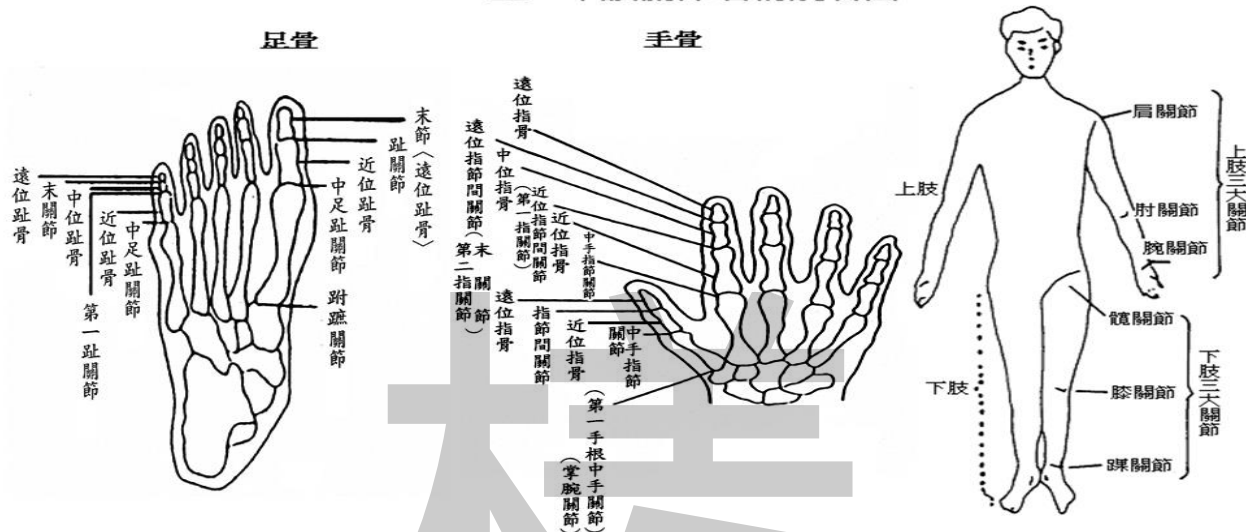 足骨
遠位趾骨
末關節
中位趾骨
第一趾關節
近位趾骨
中足趾關節
末節〈遠位趾骨〉
趾關節
近位趾骨
中足趾關節
跗蹠關節
手骨
遠位指骨
遠位指節間關節(末關節)
(第二指關節)
中位指骨
近位指節間關節
(第一指關節)
近位指骨
中手指節關節
遠位指骨
指節間關節
近位指骨
中手指節
關節
(第一手根中手關節)
(掌腕關節)
上肢
肩關節
肘關節
腕關節
上肢三大關節
下肢
髖關節
膝關節
踝關節
下肢三大關節